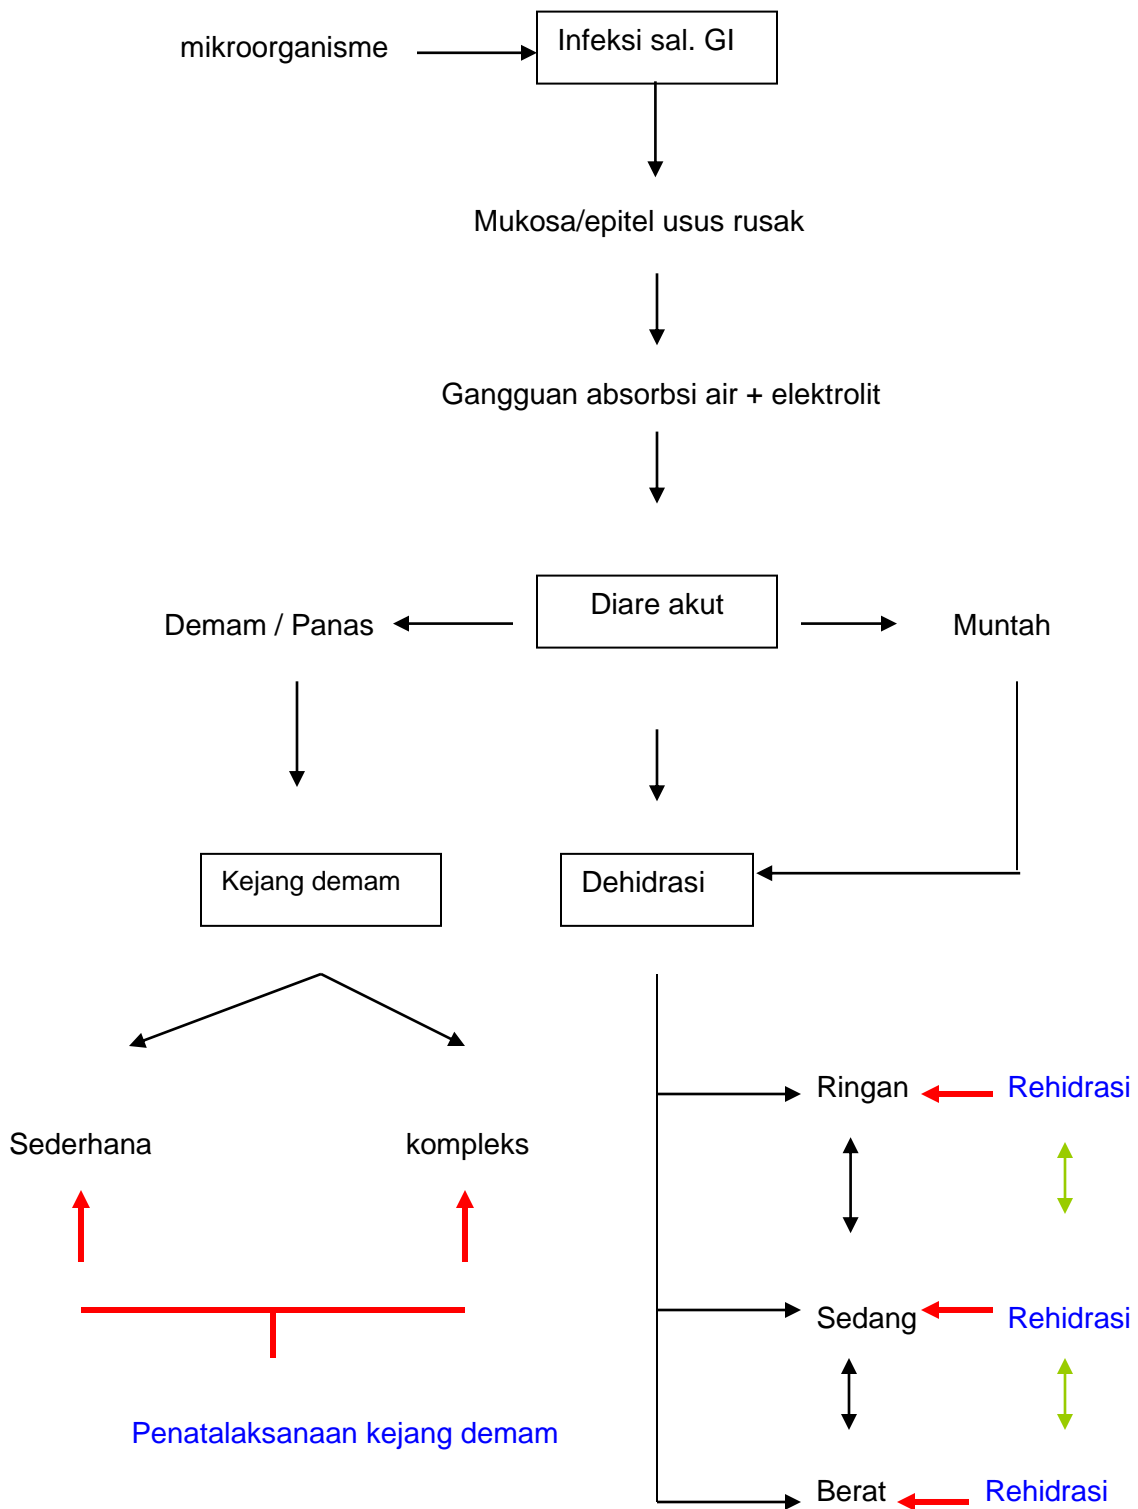 mikroorganisme
Infeksi sal. GI
Mukosa/epitel usus rusak
Gangguan absorbsi air + elektrolit
Demam / Panas
Diare akut
Muntah
Kejang demam
Dehidrasi
Ringan
Rehidrasi
Sederhana
kompleks
Sedang
Rehidrasi
Penatalaksanaan kejang demam
Berat
Rehidrasi